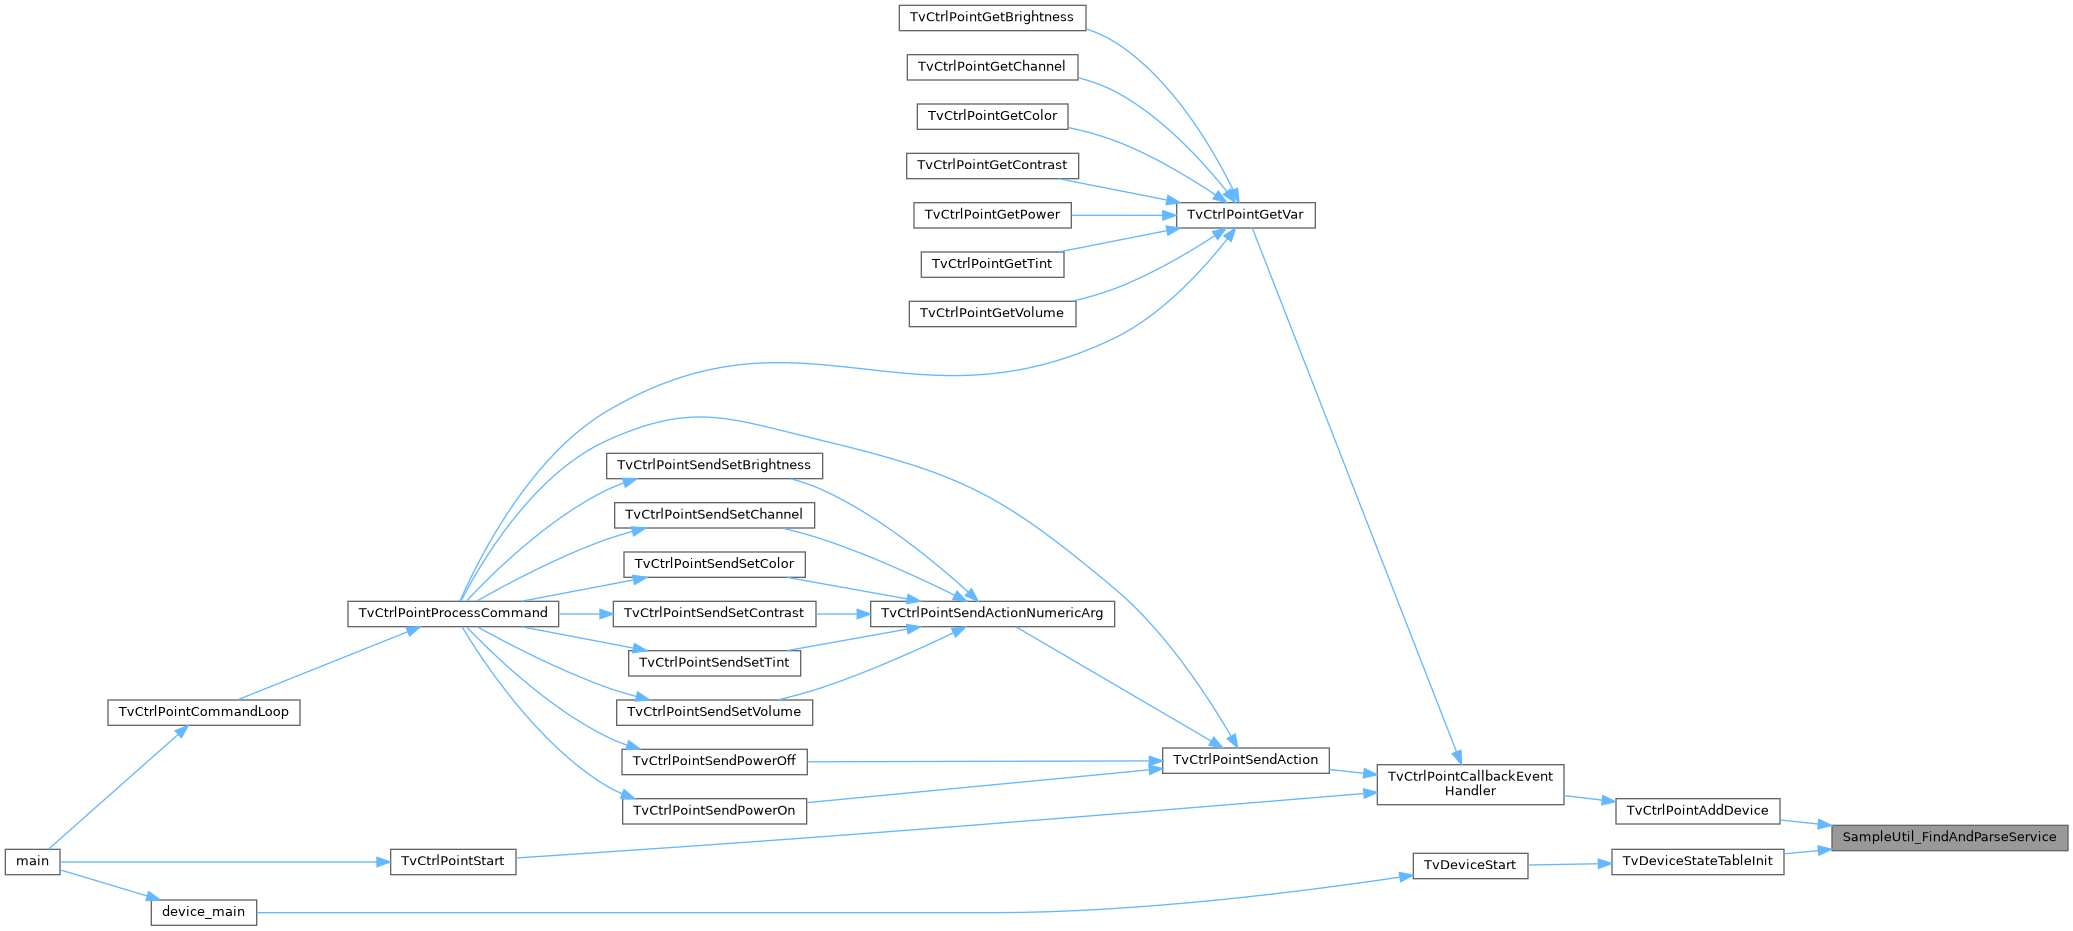 TvCtrlPointGetBrightness
TvCtrlPointGetChannel
TvCtrlPointGetColor
TvCtrlPointGetContrast
TvCtrlPointGetPower
TvCtrlPointGetVar
TvCtrlPointGetTint
TvCtrlPointGetVolume
TvCtrlPointSendSetBrightness
TvCtrlPointSendSetChannel
TvCtrlPointSendSetColor
TvCtrlPointProcessCommand
TvCtrlPointSendSetContrast
TvCtrlPointSendActionNumericArg
TvCtrlPointSendSetTint
TvCtrlPointCommandLoop
TvCtrlPointSendSetVolume
TvCtrlPointSendPowerOff
TvCtrlPointSendAction
TvCtrlPointCallbackEvent
Handler
TvCtrlPointSendPowerOn
TvCtrlPointAddDevice
SampleUtil_FindAndParseService
main
TvCtrlPointStart
TvDeviceStart
TvDeviceStateTableInit
device_main